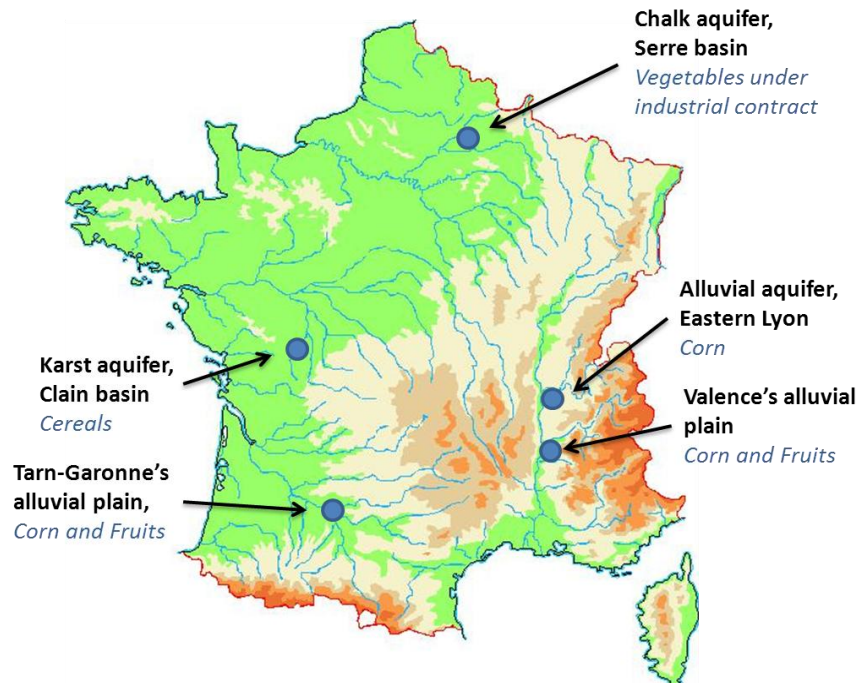 Chalk aquifer,
Serre basin
Vegetables under
industrial contract
Alluvial aquifer,
Eastern Lyon
Corn
Karst aquifer,
Clain basin
Cereals
Valence’s alluvial
plain
Corn and Fruits
Tarn-Garonne’s
alluvial plain,
Corn and Fruits